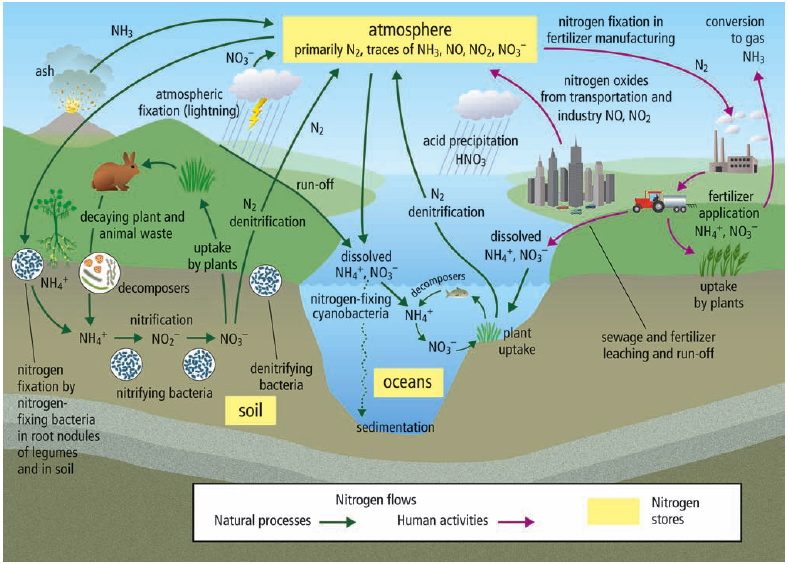 atmosphere
primarily N₂, traces of NH₃, NO, NO₂, NO₃⁻
nitrogen fixation in
fertilizer manufacturing
conversion
to gas
NH₃
NH₃
ash
NO₃⁻
atmospheric
fixation (lightning)
N₂
N₂
nitrogen oxides
from transportation and
industry NO, NO₂
acid precipitation
HNO₃
run-off
N₂
denitrification
N₂
denitrification
decaying plant and
animal waste
uptake
by plants
fertilizer
application
NH₄⁺, NO₃⁻
dissolved
NH₄⁺, NO₃⁻
dissolved
NH₄⁺, NO₃⁻
uptake
by plants
NH₄⁺
decomposers
nitrogen-fixing
cyanobacteria
decomposers
NH₄⁺
NO₃⁻
plant
uptake
nitrification
NH₄⁺
NO₂⁻
NO₃⁻
nitrifying bacteria
denitrifying
bacteria
sewage and fertilizer
leaching and run-off
nitrogen
fixation by
nitrogen-
fixing bacteria
in root nodules
of legumes
and in soil
soil
oceans
sedimentation
Nitrogen flows
Natural processes
Human activities
Nitrogen
stores